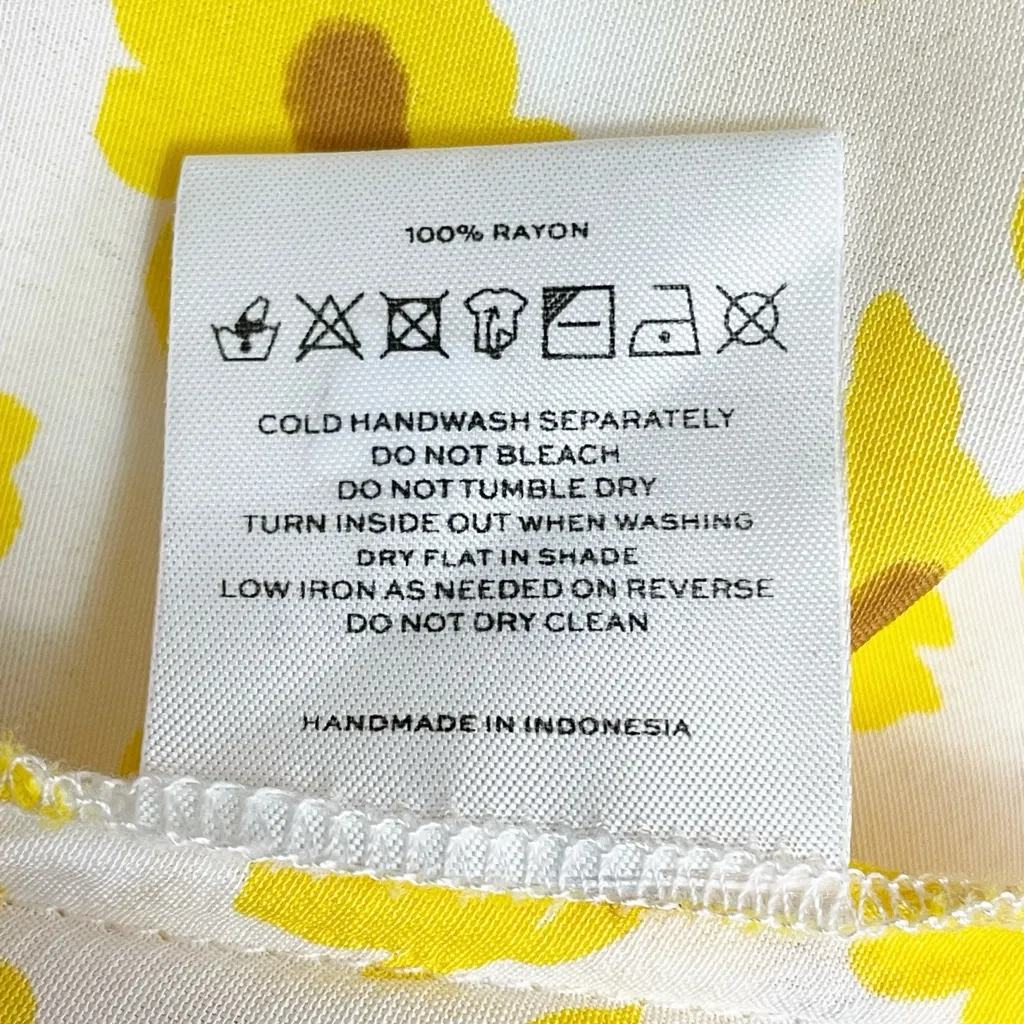 100% RAYON
COLD HANDWASH SEPARATELY
DO NOT BLEACH
DO NOT TUMBLE DRY
TURN INSIDE OUT WHEN WASHING
DRY FLAT IN SHADE
LOW IRON AS NEEDED ON REVERSE
DO NOT DRY CLEAN
HANDMADE IN INDONESIA